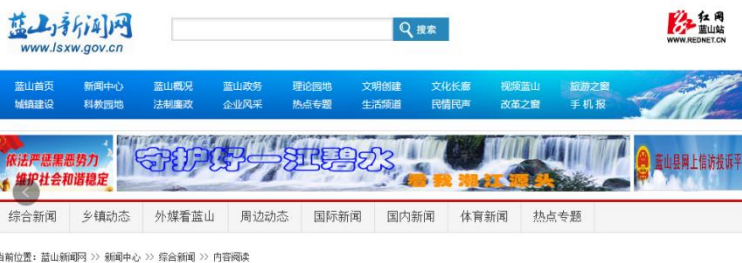 蓝山新闻网
www.lsxw.gov.cn
搜索
红网
蓝山站
WWW.REDNET.CN
蓝山首页 新闻中心 蓝山概况 蓝山政务 理论园地 文明创建 文化长廊 视频蓝山 旅游之窗
城镇建设 科教园地 法制廉政 企业风采 热点专题 生活频道 民情民声 改革之窗 手机报
依法严惩黑恶势力
维护社会和谐稳定
守护好一江碧水
看我湘江源头
蓝山县网上信访投诉平
综合新闻 乡镇动态 外媒看蓝山 周边动态 国际新闻 国内新闻 体育新闻 热点专题
当前位置：蓝山新闻网 >> 新闻中心 >> 综合新闻 >> 内容阅读